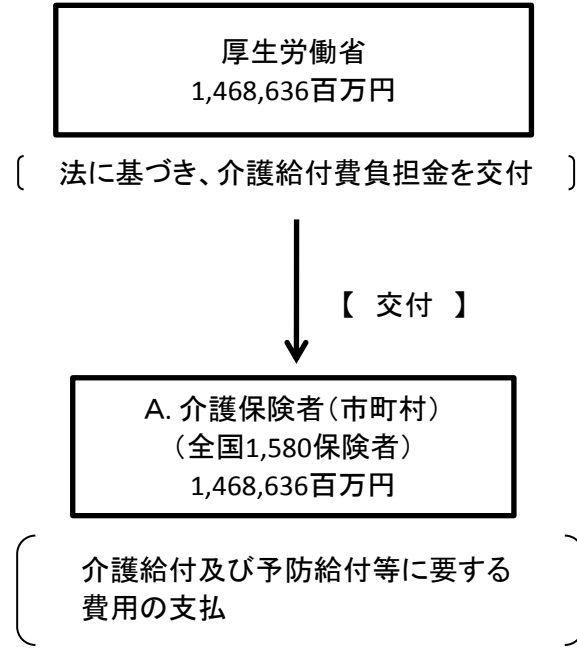 厚生労働省
1,468,636百万円
法に基づき、介護給付費負担金を交付
【 交付 】
A. 介護保険者(市町村)
(全国1,580保険者)
1,468,636百万円
介護給付及び予防給付等に要する
費用の支払